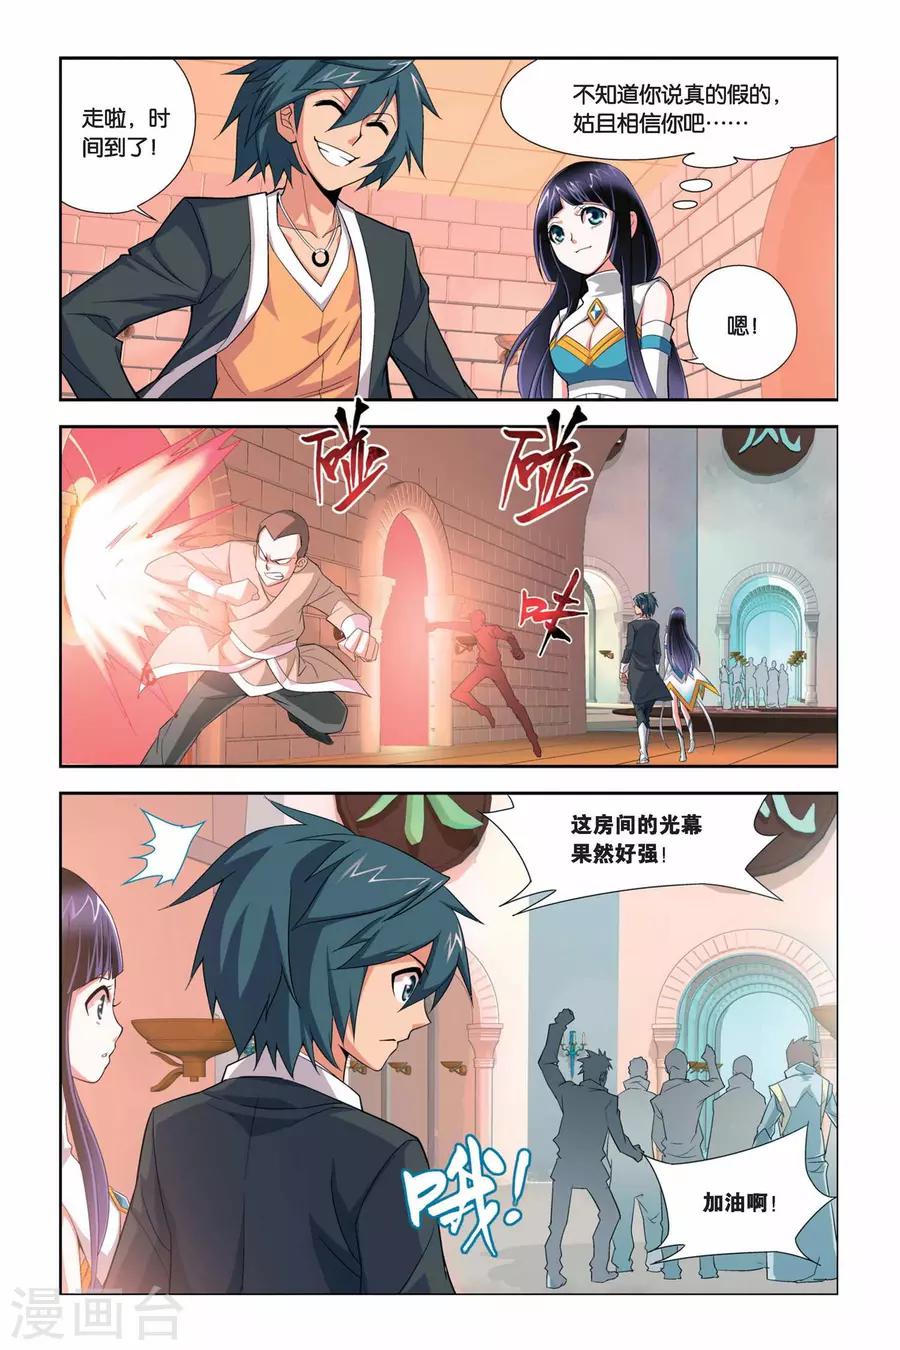 走啦，时
间到了！
不知道你说真的假的，
姑且相信你吧……
嗯！
碰
碰
风
这房间的光幕
果然好强！
哦！
加油啊！
漫画台